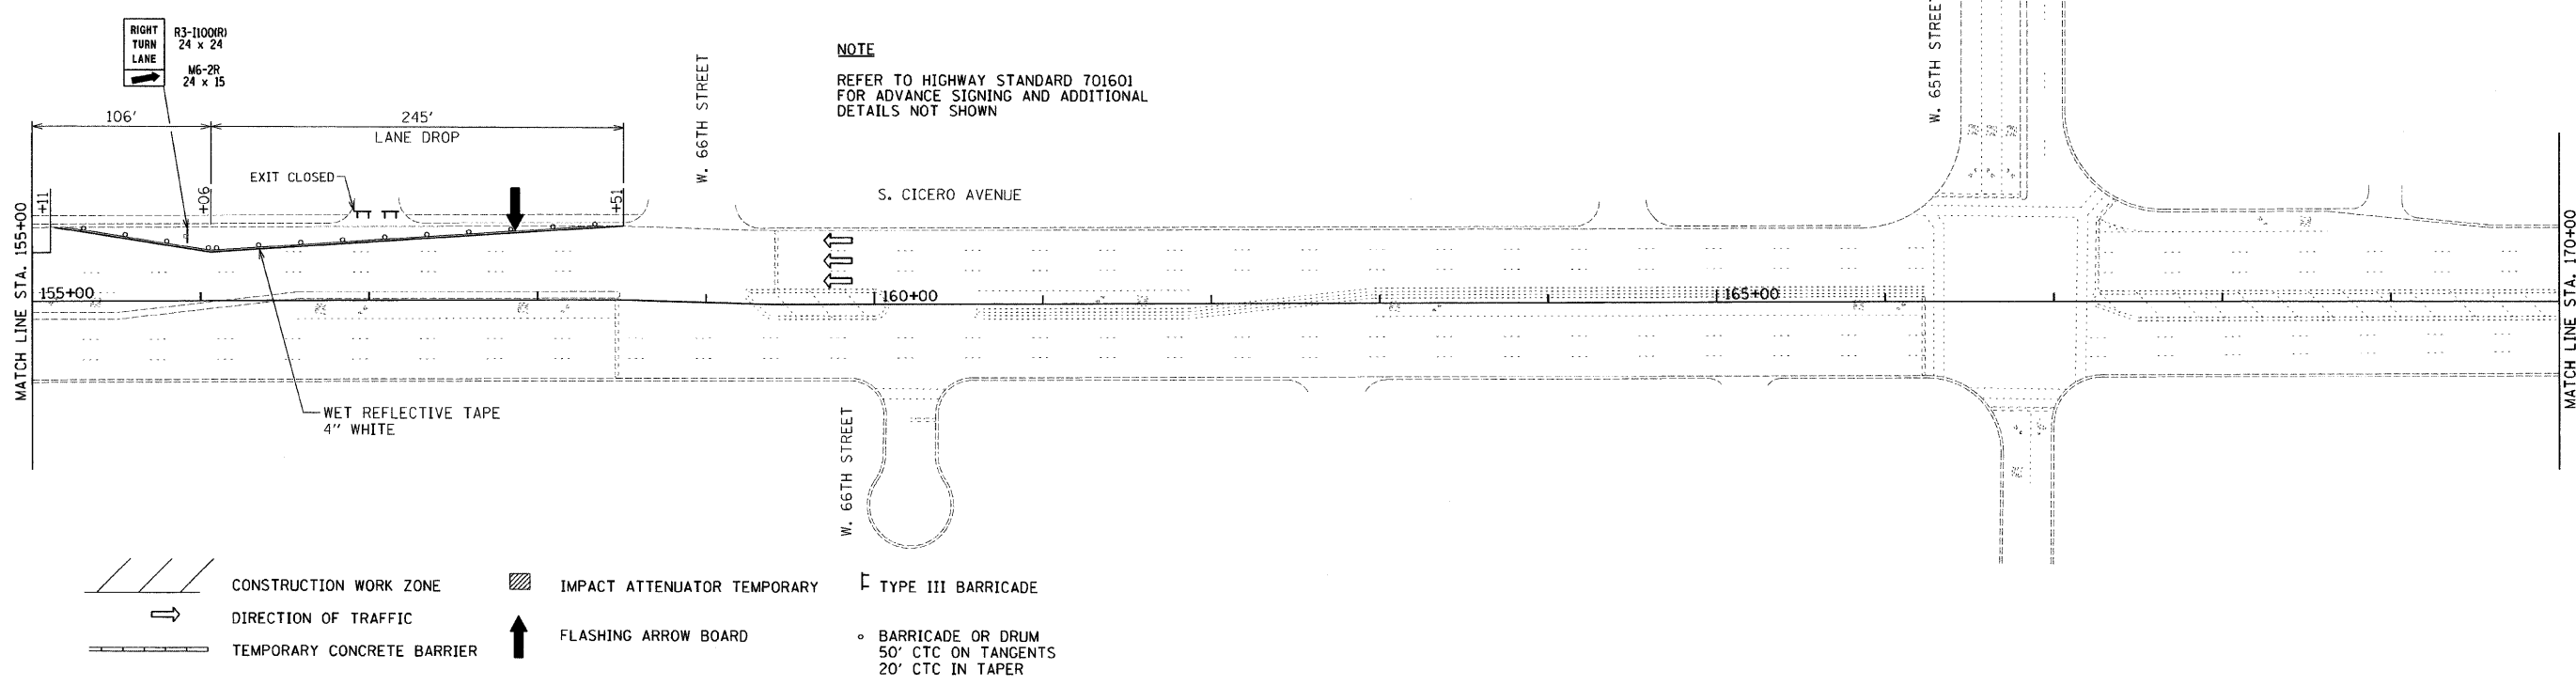 RIGHT
TURN
LANE
R3-I100(R)
24 x 24
M6-2R
24 x 15
106'
245'
LANE DROP
EXIT CLOSED
+11
+06
+51
W. 66TH STREET
NOTE
REFER TO HIGHWAY STANDARD 701601
FOR ADVANCE SIGNING AND ADDITIONAL
DETAILS NOT SHOWN
S. CICERO AVENUE
W. 65TH STREET
MATCH LINE STA. 155+00
155+00
160+00
165+00
MATCH LINE STA. 170+00
WET REFLECTIVE TAPE
4" WHITE
W. 66TH STREET
CONSTRUCTION WORK ZONE
DIRECTION OF TRAFFIC
TEMPORARY CONCRETE BARRIER
IMPACT ATTENUATOR TEMPORARY
FLASHING ARROW BOARD
TYPE III BARRICADE
BARRICADE OR DRUM
50' CTC ON TANGENTS
20' CTC IN TAPER